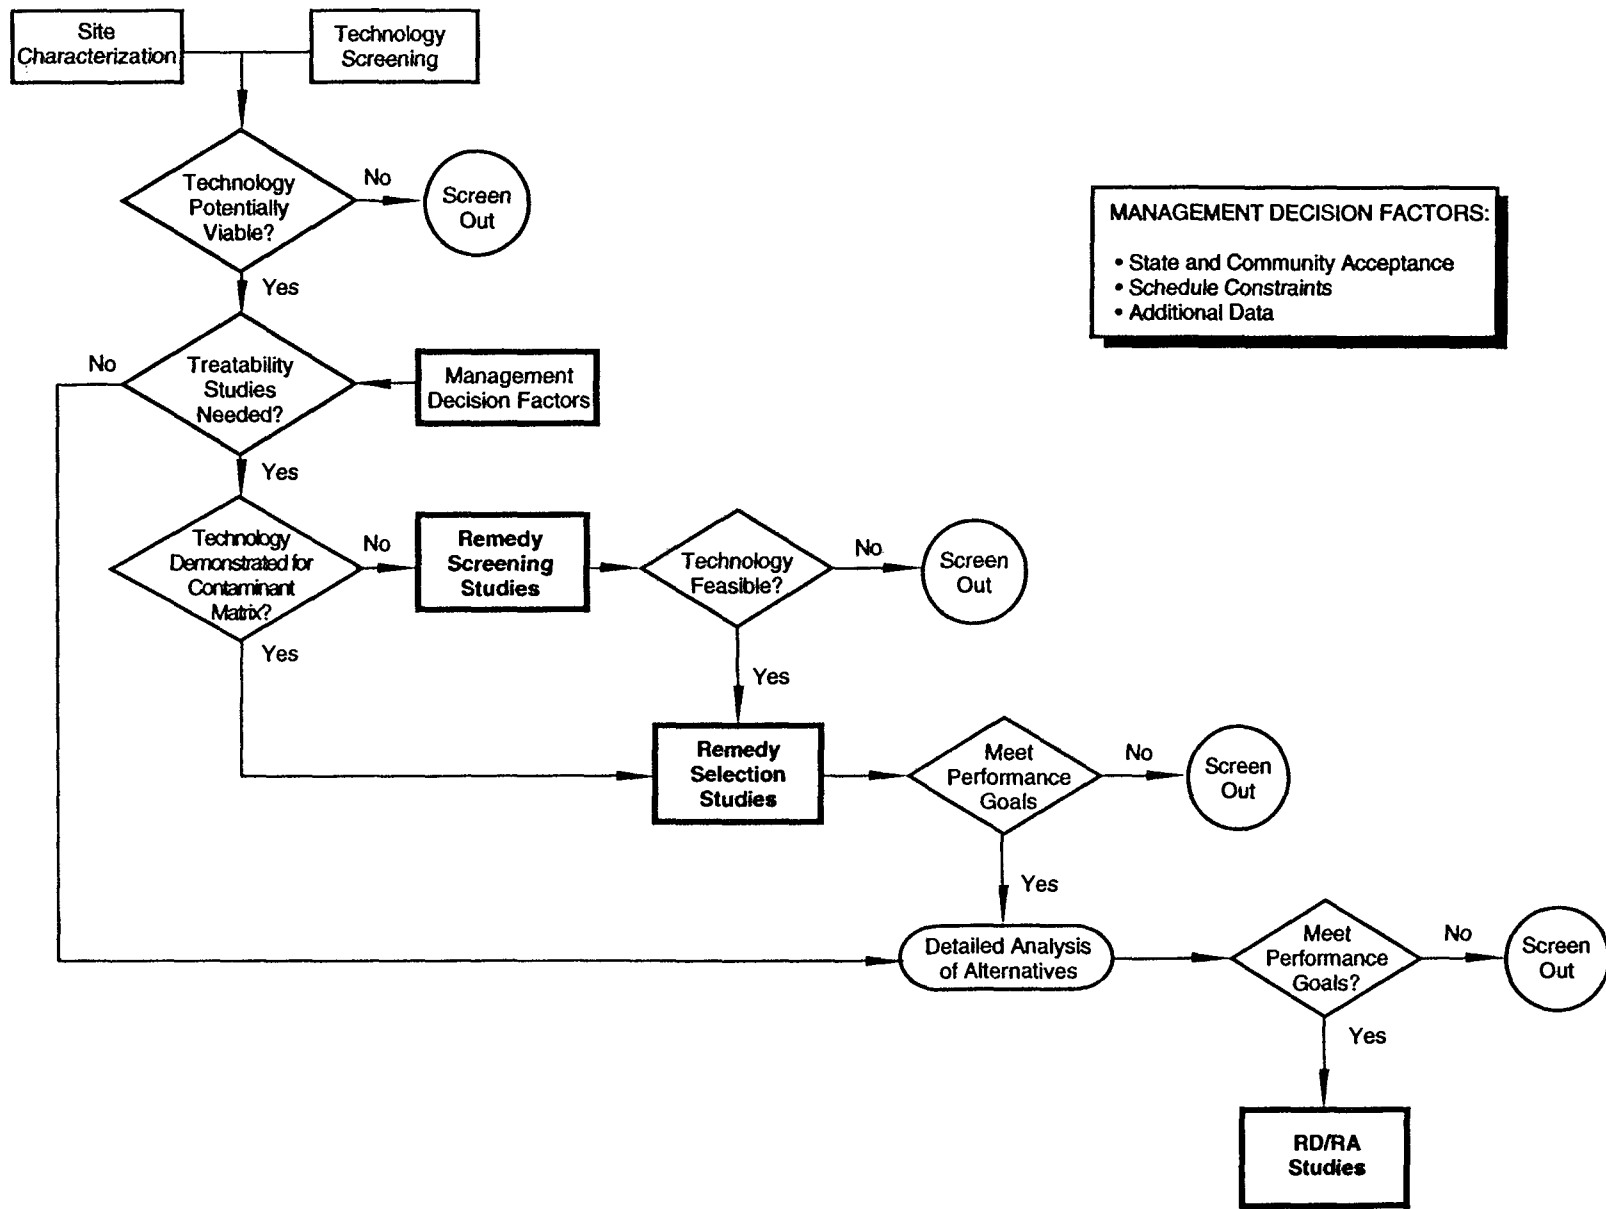 Site
Characterization
Technology
Screening
Technology
Potentially
Viable?
No
Screen
Out
Yes
MANAGEMENT DECISION FACTORS:
• State and Community Acceptance
• Schedule Constraints
• Additional Data
No
Treatability
Studies
Needed?
Management
Decision Factors
Yes
Technology
Demonstrated for
Contaminant
Matrix?
No
Remedy
Screening
Studies
Technology
Feasible?
No
Screen
Out
Yes
Yes
Remedy
Selection
Studies
Meet
Performance
Goals
No
Screen
Out
Yes
Detailed Analysis
of Alternatives
Meet
Performance
Goals?
No
Screen
Out
Yes
RD/RA
Studies